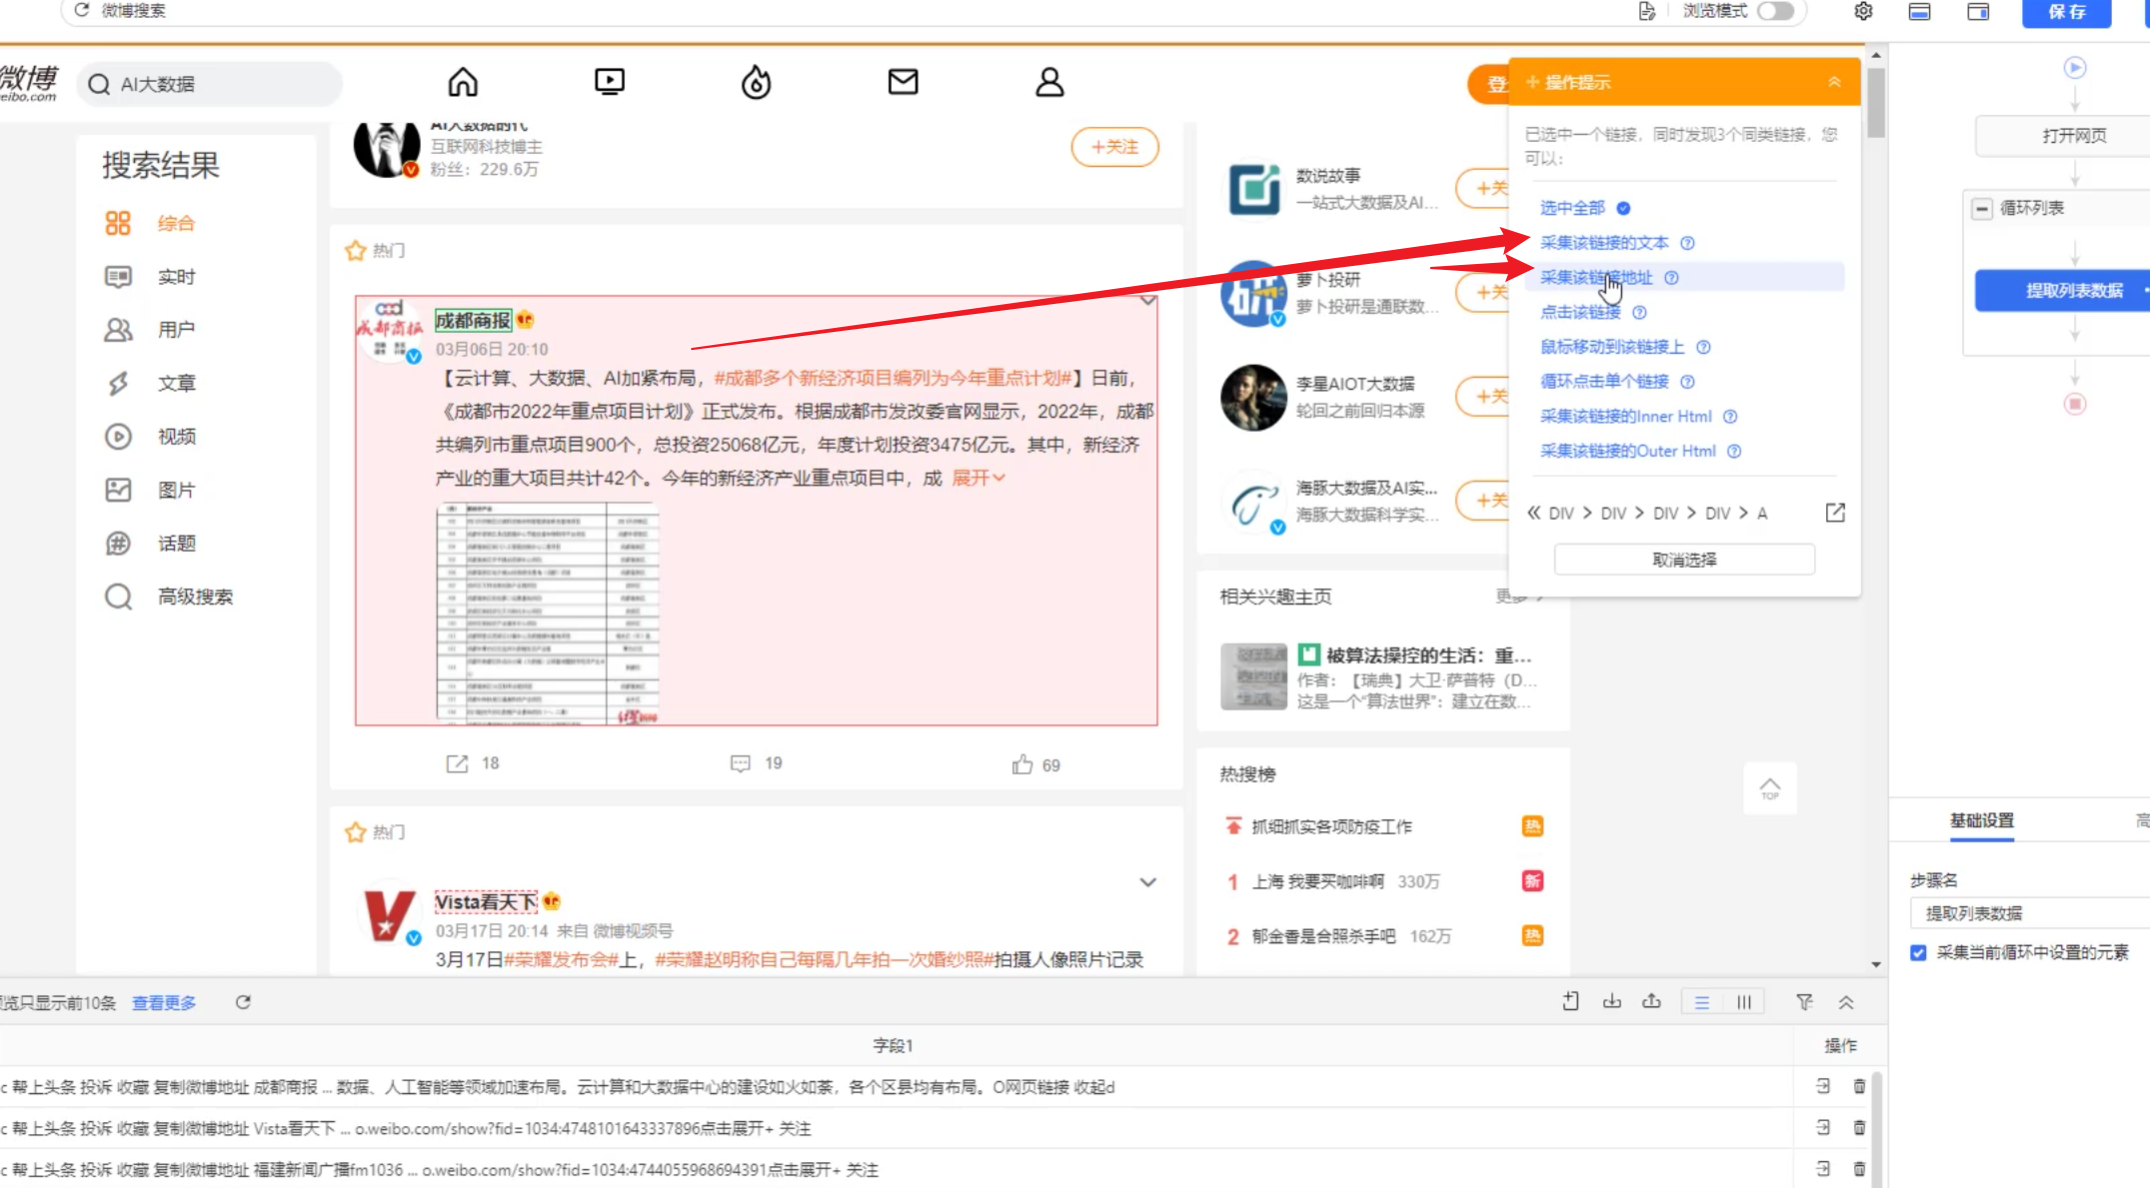 微博搜索
浏览模式
保存
微博
eibo.com
AI大数据
登
操作提示
已选中一个链接，同时发现3个同类链接，您
可以：
选中全部
采集该链接的文本
采集该链接地址
点击该链接
鼠标移动到该链接上
循环点击单个链接
采集该链接的Inner Html
采集该链接的Outer Html
DIV > DIV > DIV > DIV > A
取消选择
打开网页
循环列表
提取列表数据
搜索结果
综合
实时
用户
文章
视频
图片
话题
高级搜索
AI大数据时代
互联网科技博主
粉丝：229.6万
+关注
热门
成都商报
成都商报
03月06日 20:10
【云计算、大数据、AI加紧布局，#成都多个新经济项目编列为今年重点计划#】日前，
《成都市2022年重点项目计划》正式发布。根据成都市发改委官网显示，2022年，成都
共编列市重点项目900个，总投资25068亿元，年度计划投资3475亿元。其中，新经济
产业的重大项目共计42个。今年的新经济产业重点项目中，成 展开
18
19
69
热门
Vista看天下
03月17日 20:14 来自 微博视频号
3月17日#荣耀发布会#上，#荣耀赵明称自己每隔几年拍一次婚纱照#拍摄人像照片记录
数说故事
一站式大数据及AI...
+关
萝卜投研
萝卜投研是通联数...
+关
李星AIOT大数据
轮回之前回归本源
+关
海豚大数据及AI实...
海豚大数据科学实...
+关
相关兴趣主页
更多
被算法操控的生活：重...
作者：【瑞典】大卫·萨普特（D...
这是一个“算法世界”：建立在数...
热搜榜
抓细抓实各项防疫工作
热
1 上海 我要买咖啡啊 330万
新
2 郁金香是合照杀手吧 162万
热
TOP
基础设置
高
步骤名
提取列表数据
采集当前循环中设置的元素
览只显示前10条 查看更多
字段1
操作
c 帮上头条 投诉 收藏 复制微博地址 成都商报 ... 数据、人工智能等领域加速布局。云计算和大数据中心的建设如火如荼，各个区县均有布局。O网页链接 收起d
c 帮上头条 投诉 收藏 复制微博地址 Vista看天下 ... o.weibo.com/show?fid=1034:4748101643337896点击展开+ 关注
c 帮上头条 投诉 收藏 复制微博地址 福建新闻广播fm1036 ... o.weibo.com/show?fid=1034:4744055968694391点击展开+ 关注